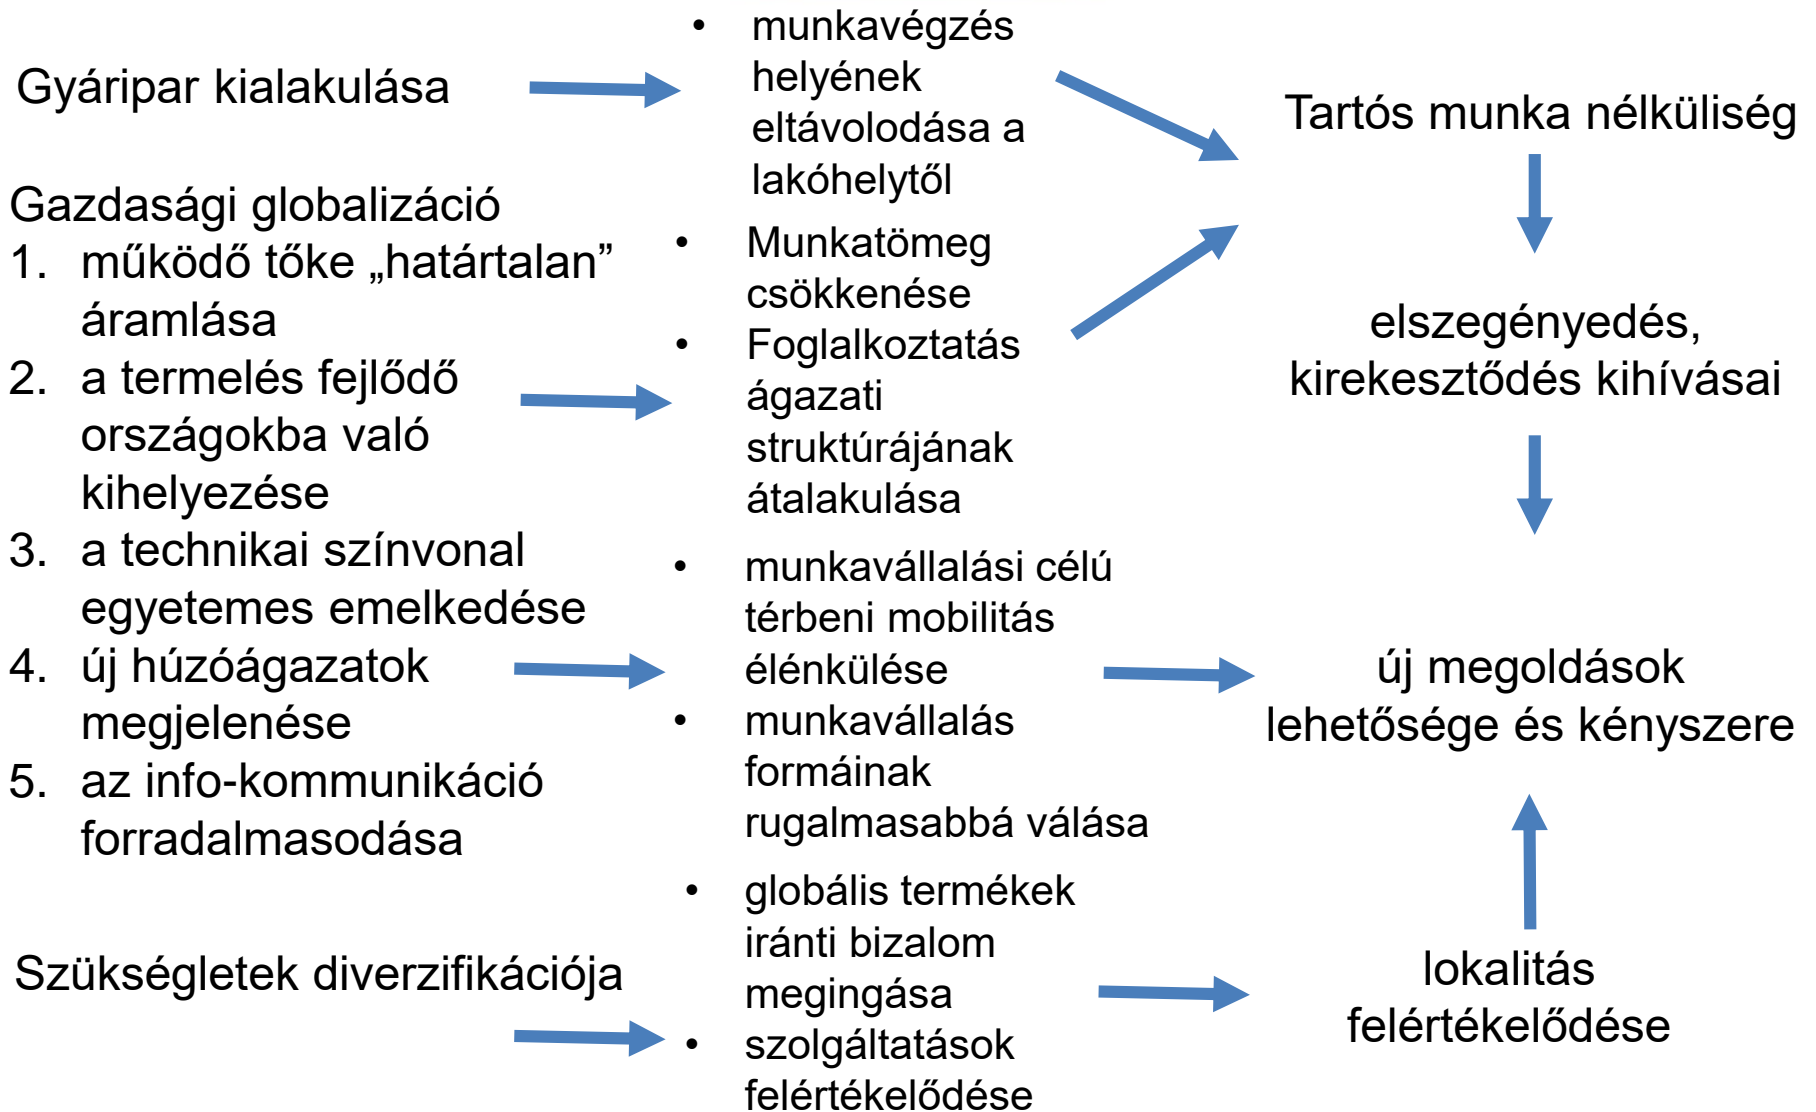 Gyáripar kialakulása
Gazdasági globalizáció
1. működő tőke „határtalan”
áramlása
2. a termelés fejlődő
országokba való
kihelyezése
3. a technikai színvonal
egyetemes emelkedése
4. új húzóágazatok
megjelenése
5. az info-kommunikáció
forradalmasodása
Szükségletek diverzifikációja
• munkavégzés
helyének
eltávolodása a
lakóhelytől
• Munkatömeg
csökkenése
• Foglalkoztatás
ágazati
struktúrájának
átalakulása
• munkavállalási célú
térbeni mobilitás
élénkülése
• munkavállalás
formáinak
rugalmasabbá válása
• globális termékek
iránti bizalom
megingása
• szolgáltatások
felértékelődése
Tartós munka nélküliség
elszegényedés,
kirekesztődés kihívásai
új megoldások
lehetősége és kényszere
lokalitás
felértékelődése